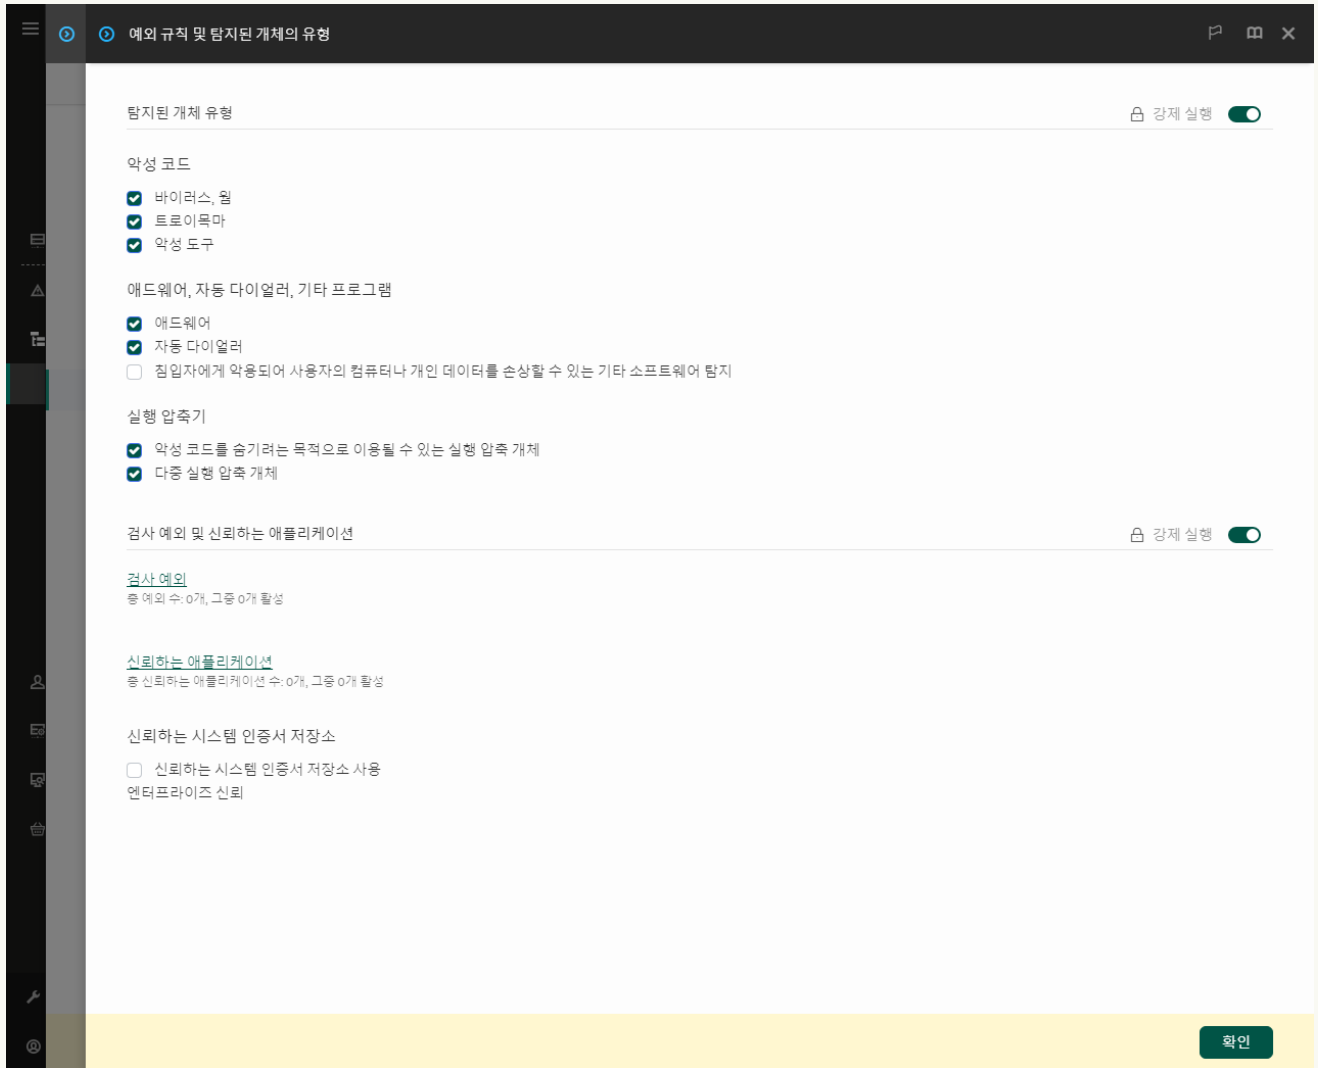 예외 규칙 및 탐지된 개체의 유형
탐지된 개체 유형
강제 실행
악성 코드
바이러스, 웜
트로이목마
악성 도구
애드웨어, 자동 다이얼러, 기타 프로그램
애드웨어
자동 다이얼러
침입자에게 악용되어 사용자의 컴퓨터나 개인 데이터를 손상할 수 있는 기타 소프트웨어 탐지
실행 압축기
악성 코드를 숨기려는 목적으로 이용될 수 있는 실행 압축 개체
다중 실행 압축 개체
검사 예외 및 신뢰하는 애플리케이션
강제 실행
검사 예외
총 예외 수: 0개, 그중 0개 활성
신뢰하는 애플리케이션
총 신뢰하는 애플리케이션 수: 0개, 그중 0개 활성
신뢰하는 시스템 인증서 저장소
신뢰하는 시스템 인증서 저장소 사용
엔터프라이즈 신뢰
확인